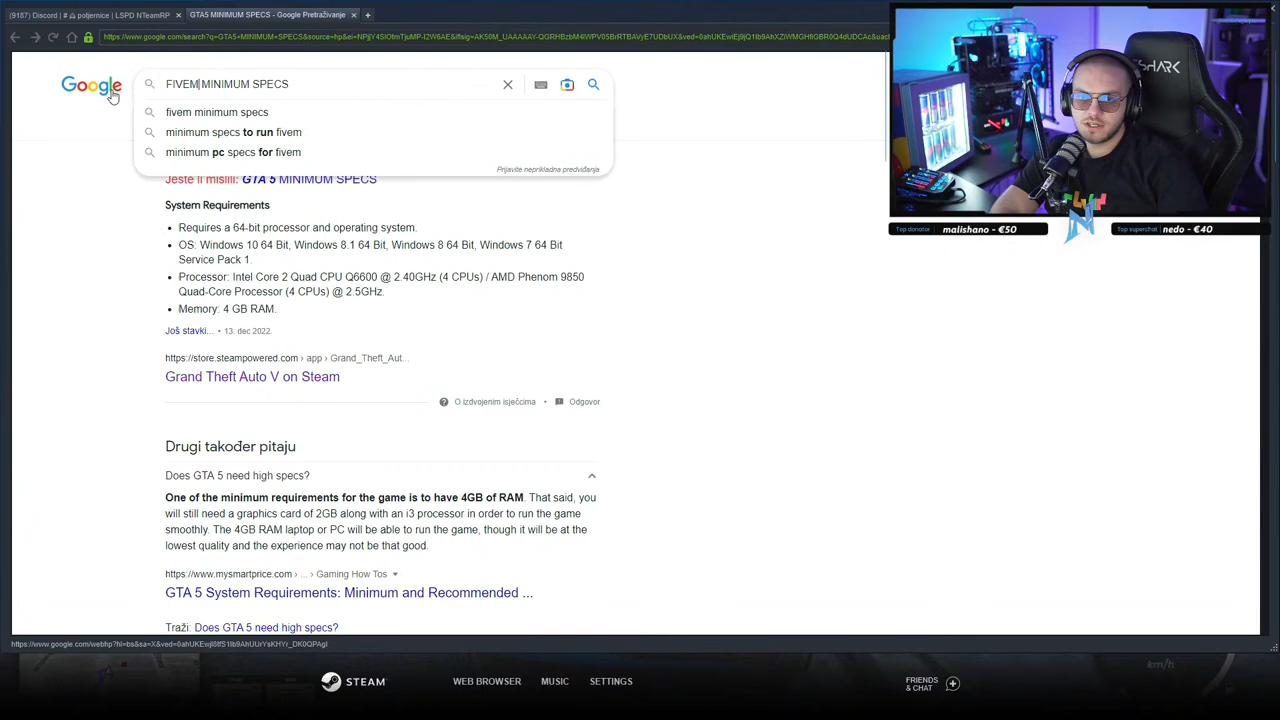 (9187) Discord | # | potjernice | LSPD NTeamRP
GTA5 MINIMUM SPECS - Google Pretraživanje
Google
FIVEM MINIMUM SPECS
fivem minimum specs
minimum specs to run fivem
minimum pc specs for fivem
Prijavite neprikladna predviđanja
Jeste li mislili: GTA 5 MINIMUM SPECS
System Requirements
• Requires a 64-bit processor and operating system.
• OS: Windows 10 64 Bit, Windows 8.1 64 Bit, Windows 8 64 Bit, Windows 7 64 Bit
Service Pack 1.
• Processor: Intel Core 2 Quad CPU Q6600 @ 2.40GHz (4 CPUs) / AMD Phenom 9850
Quad-Core Processor (4 CPUs) @ 2.5GHz.
• Memory: 4 GB RAM.
Još stavki... • 13. dec 2022.
https://store.steampowered.com › app › Grand_Theft_Aut...
Grand Theft Auto V on Steam
O izdvojenim isječcima • Odgovor
Drugi također pitaju
Does GTA 5 need high specs?
One of the minimum requirements for the game is to have 4GB of RAM. That said, you
will still need a graphics card of 2GB along with an i3 processor in order to run the game
smoothly. The 4GB RAM laptop or PC will be able to run the game, though it will be at the
lowest quality and the experience may not be that good.
https://www.mysmartprice.com › ... › Gaming How Tos
GTA 5 System Requirements: Minimum and Recommended ...
Traži: Does GTA 5 need high specs?
SHARK
Top donator malishano - €50
Top superchat nedo - €40
STEAM
WEB BROWSER
MUSIC
SETTINGS
FRIENDS
& CHAT
km/h